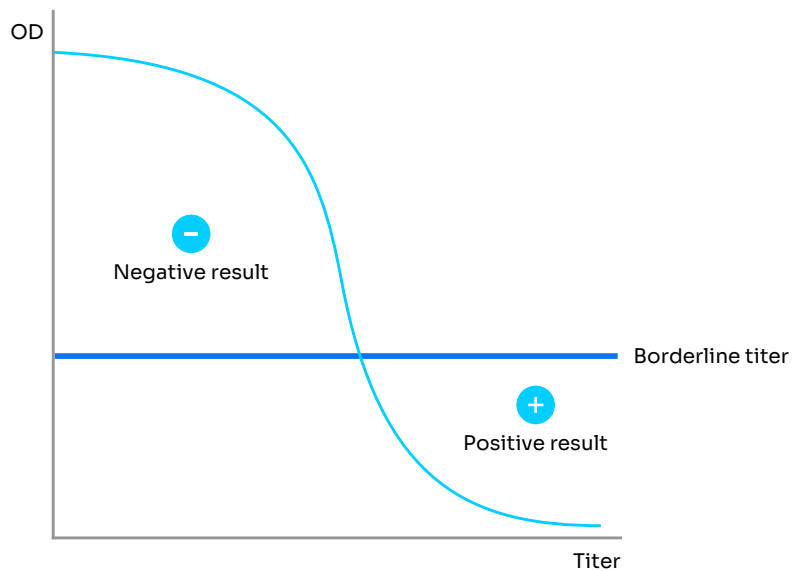 OD
Negative result
Borderline titer
Positive result
Titer